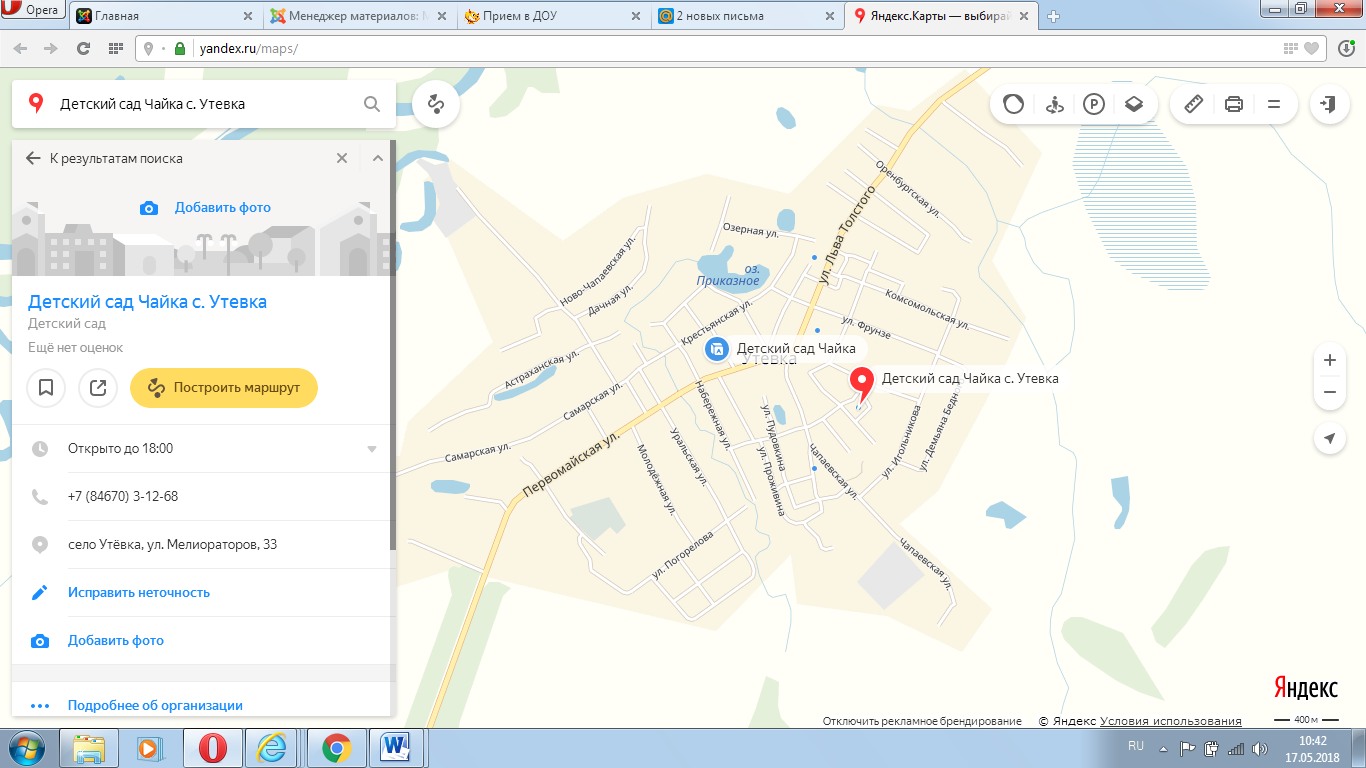 Opera
Главная
Менеджер материалов: М
Прием в ДОУ
2 новых письма
Яндекс.Карты — выбирай
yandex.ru/maps/
Детский сад Чайка с. Утевка
К результатам поиска
Добавить фото
Детский сад Чайка с. Утевка
Детский сад
Ещё нет оценок
Построить маршрут
Открыто до 18:00
+7 (84670) 3-12-68
село Утёвка, ул. Мелиораторов, 33
Исправить неточность
Добавить фото
Подробнее об организации
P
Оренбургская ул.
ул. Льва Толстого
Озерная ул.
Ново-Чапаевская ул.
оз.
Приказное
Дачная ул.
Комсомольская ул.
Крестьянская ул.
ул. Фрунзе
Детский сад Чайка
Утевка
Астраханская ул.
Детский сад Чайка с. Утевка
Самарская ул.
Набережная ул.
ул. Пудовкина
ул. Игольникова
ул. Демьяна Бедн
Первомайская ул.
Самарская ул.
Молодёжная ул.
Уральская ул.
ул. Проживина
Чапаевская ул.
ул. Погорелова
Чапаевская ул.
Яндекс
Отключить рекламное брендирование
© Яндекс Условия использования
400 м
RU
10:42
17.05.2018